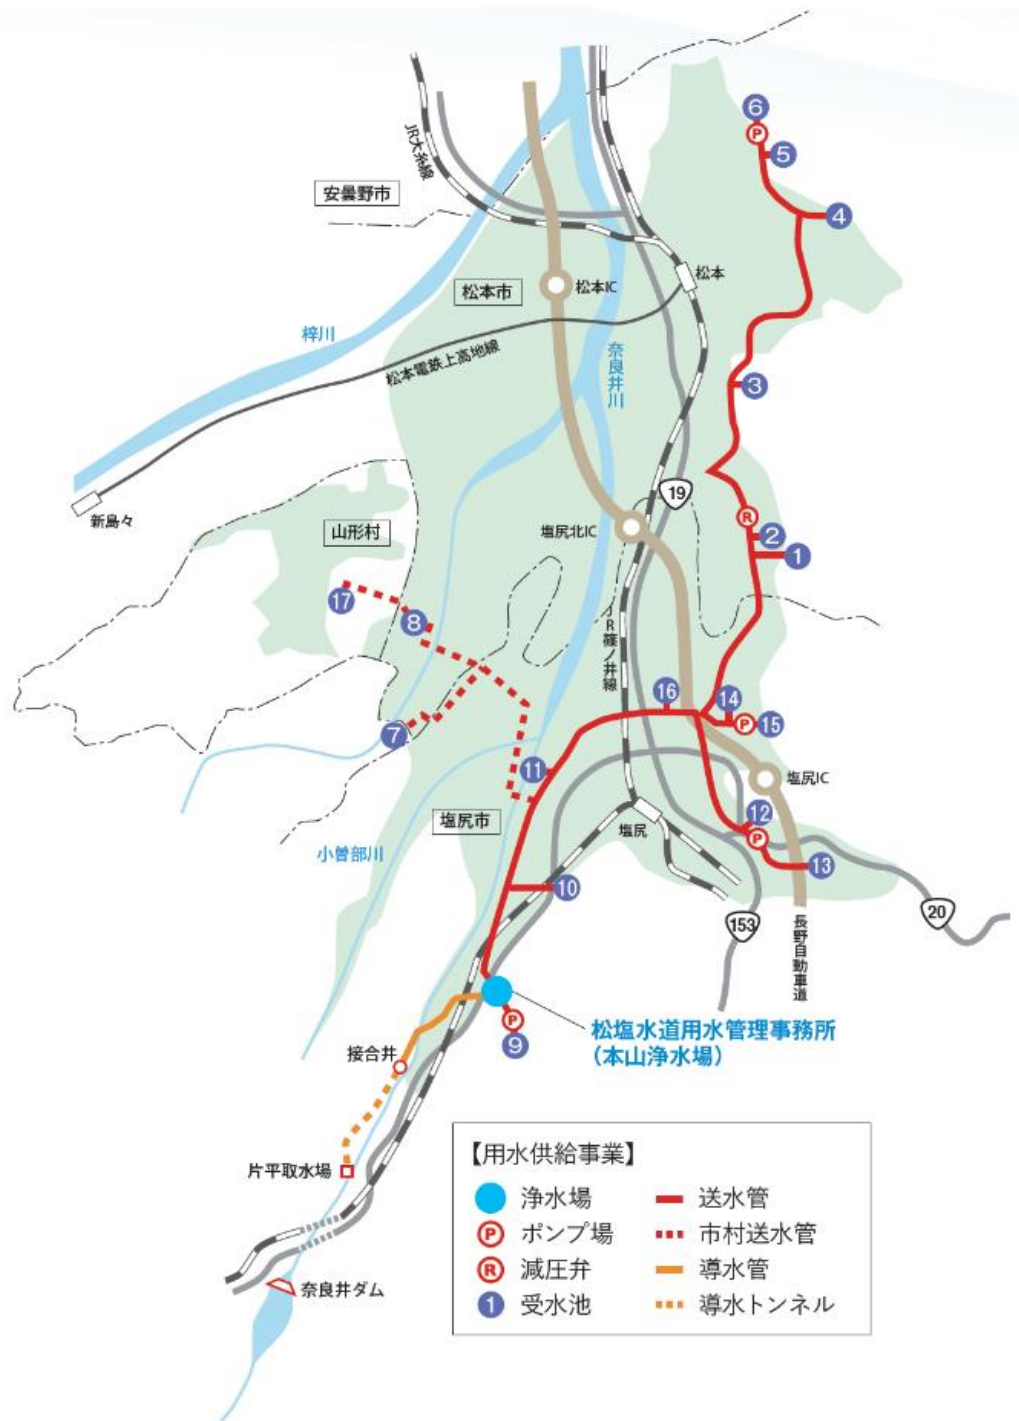 6
P
5
JR大糸線
安曇野市
4
松本
松本市
松本IC
梓川
奈良井川
松本電鉄上高地線
3
19
新島々
R
山形村
塩尻北IC
2
1
17
8
JR篠ノ井線
16
14
7
P
15
11
塩尻IC
塩尻市
12
塩尻
P
小曽部川
13
10
153
20
長野自動車道
P
松塩水道用水管理事務所
(本山浄水場)
9
接合井
片平取水場
奈良井ダム
【用水供給事業】
浄水場
送水管
P ポンプ場
市村送水管
R 減圧弁
導水管
1 受水池
導水トンネル